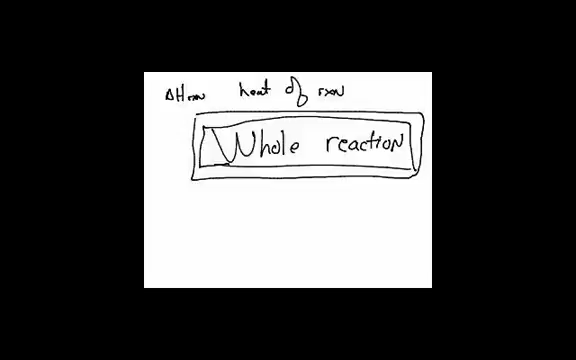 ΔHrxn heat of rxn
Whole reaction